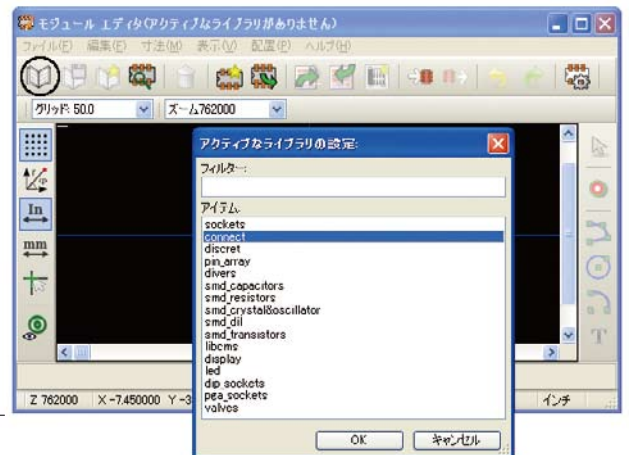 モジュール エディタ(アクティブなライブラリがありません)
ファイル(F) 編集(E) 寸法(M) 表示(V) 配置(P) ヘルプ(H)
グリッド: 50.0 ズーム762000
In
mm
アクティブなライブラリの設定:
フィルター:
アイテム:
sockets
connect
discret
pin_array
divers
smd_capacitors
smd_resistors
smd_crystal&oscillator
smd_dil
smd_transistors
libcms
display
led
dip_sockets
pga_sockets
valves
OK キャンセル
T
Z 762000 X -7.450000 Y -3 インチ